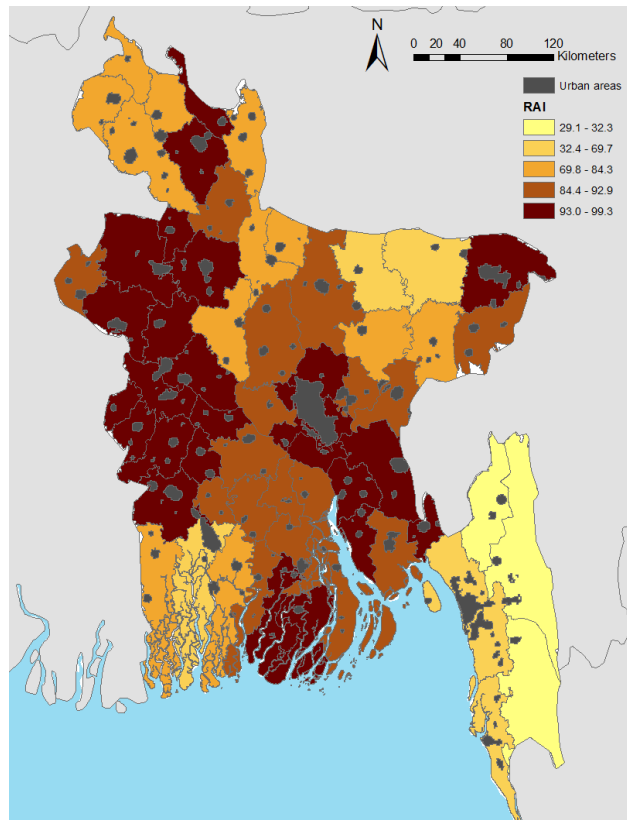 N
0 20 40 80 120
Kilometers
Urban areas
RAI
29.1 - 32.3
32.4 - 69.7
69.8 - 84.3
84.4 - 92.9
93.0 - 99.3